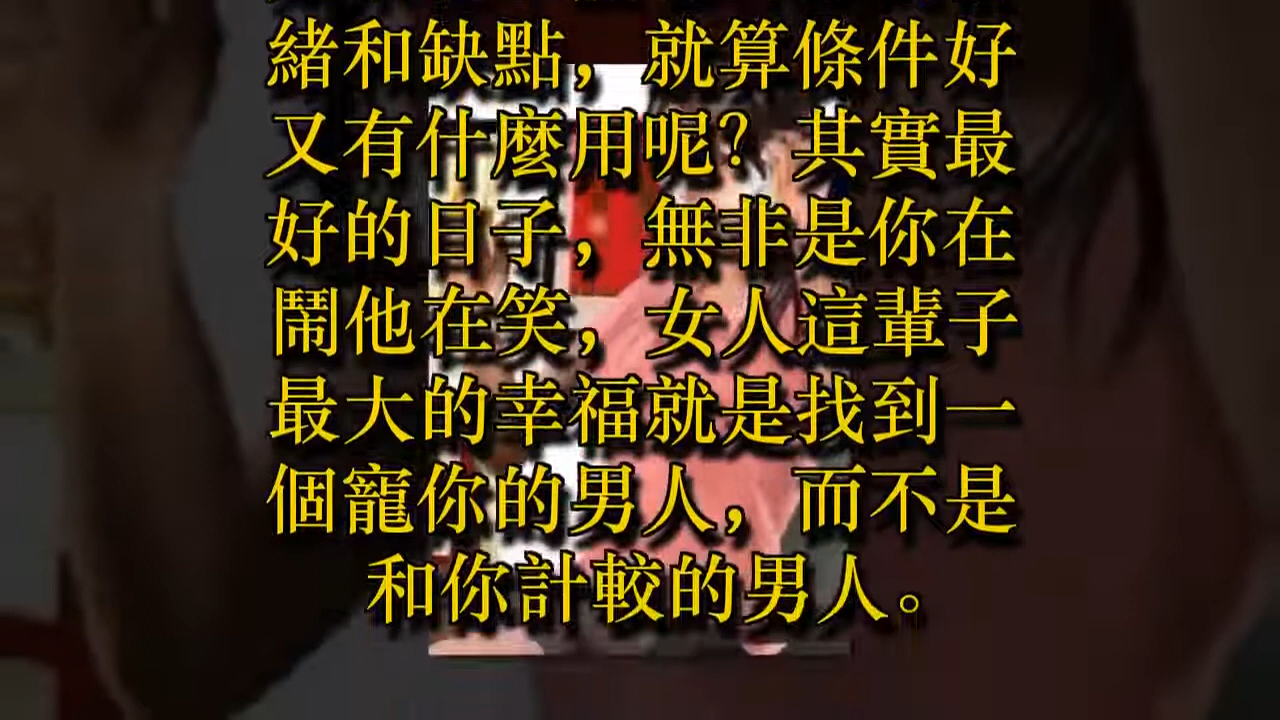 緒和缺點，就算條件好
又有什麼用呢？其實最
好的日子，無非是你在
鬧他在笑，女人這輩子
最大的幸福就是找到一
個寵你的男人，而不是
和你計較的男人。